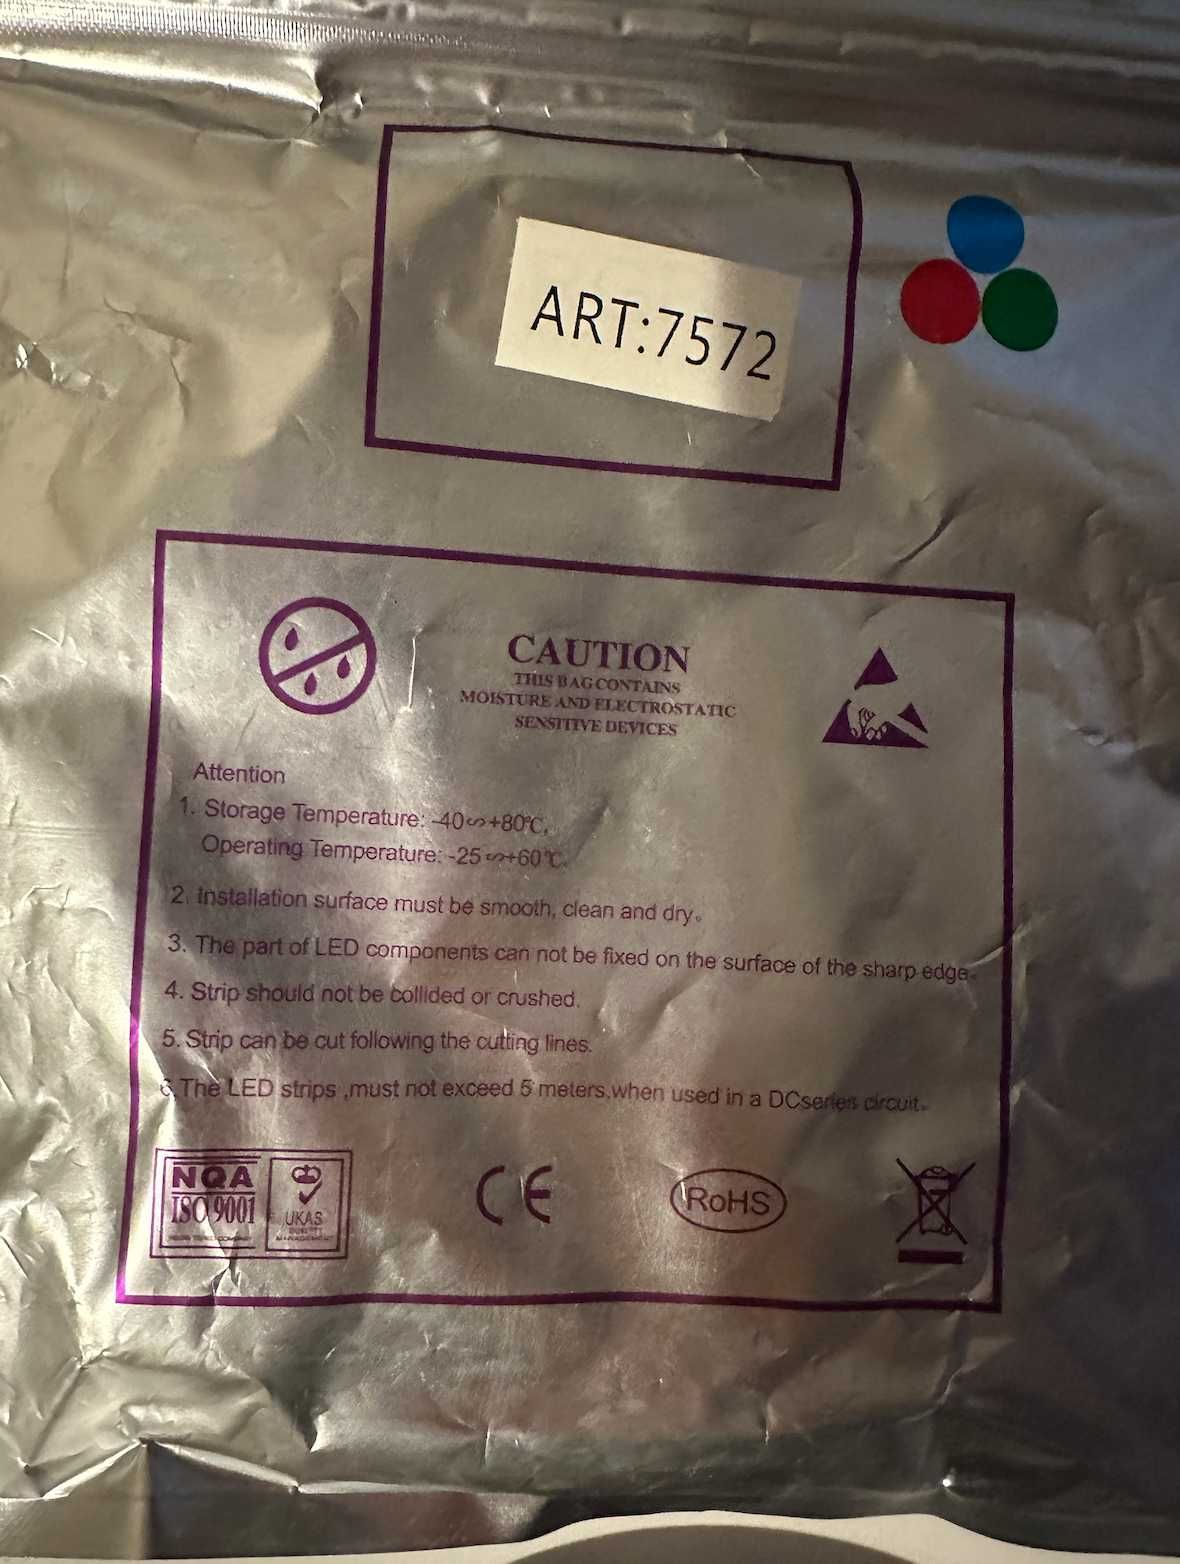 ART:7572
CAUTION
THIS BAG CONTAINS
MOISTURE AND ELECTROSTATIC
SENSITIVE DEVICES
Attention
1. Storage Temperature: -40∽+80℃,
Operating Temperature: -25∽+60℃.
2. Installation surface must be smooth, clean and dry。
3. The part of LED components can not be fixed on the surface of the sharp edge.
4. Strip should not be collided or crushed.
5. Strip can be cut following the cutting lines.
6.The LED strips ,must not exceed 5 meters,when used in a DCseries circuit.
NQA
ISO 9001
UKAS
QUALITY
MANAGEMENT
CE
RoHS